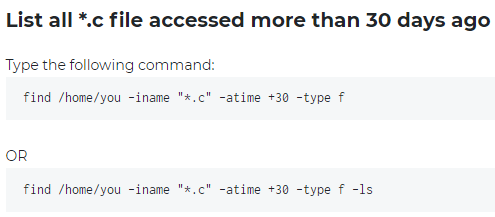 List all *.c file accessed more than 30 days ago
Type the following command:
find /home/you -iname "*.c" -atime +30 -type f
OR
find /home/you -iname "*.c" -atime +30 -type f -ls